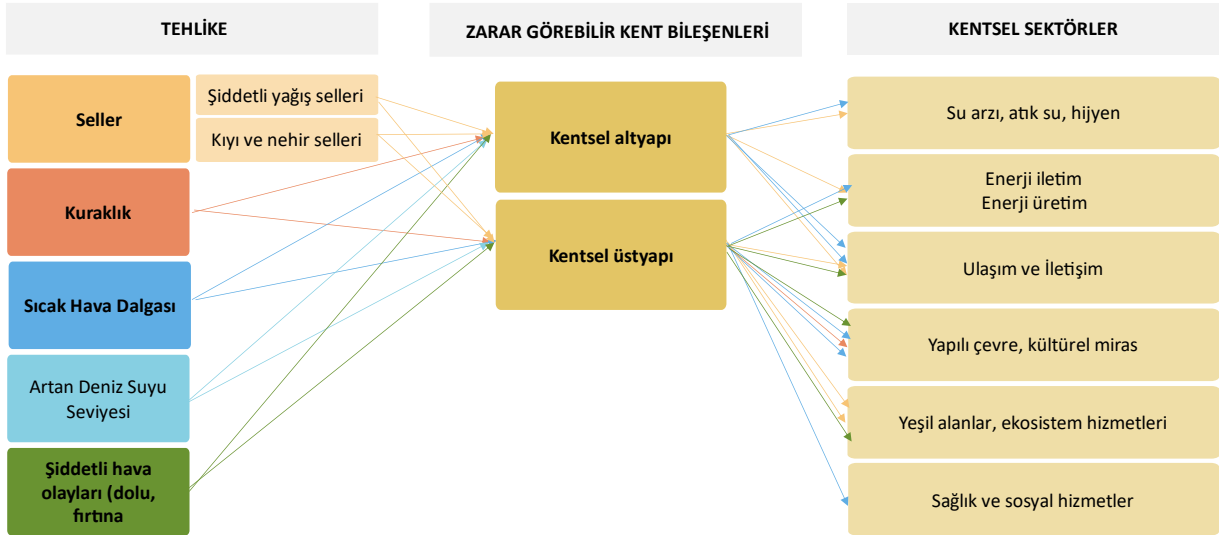 TEHLİKE
ZARAR GÖREBİLİR KENT BİLEŞENLERİ
KENTSEL SEKTÖRLER
Seller
Şiddetli yağış selleri
Kıyı ve nehir selleri
Kuraklık
Sıcak Hava Dalgası
Artan Deniz Suyu
Seviyesi
Şiddetli hava
olayları (dolu,
fırtına
Kentsel altyapı
Kentsel üstyapı
Su arzı, atık su, hijyen
Enerji iletim
Enerji üretim
Ulaşım ve İletişim
Yapılı çevre, kültürel miras
Yeşil alanlar, ekosistem hizmetleri
Sağlık ve sosyal hizmetler